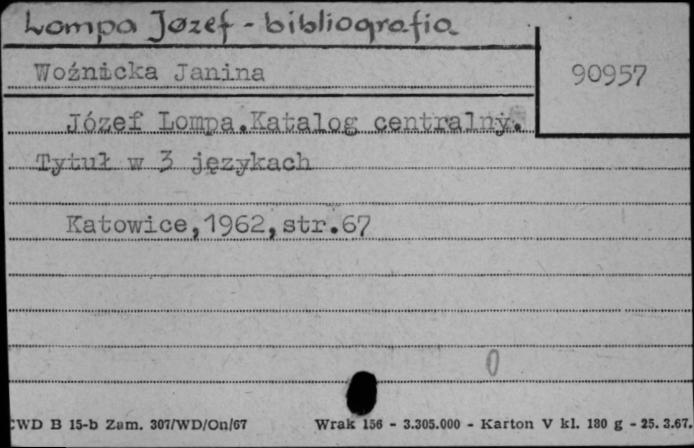 Lompa Józef - bibliografia
Woźnicka Janina
90957
Józef Lompa.Katalog centralny.
Tytuł w 3 językach
Katowice,1962,str.67
0
CWD B 15-b Zam. 307/WD/On/67 Wrak 156 - 3.305.000 - Karton V kl. 180 g - 25.3.67.